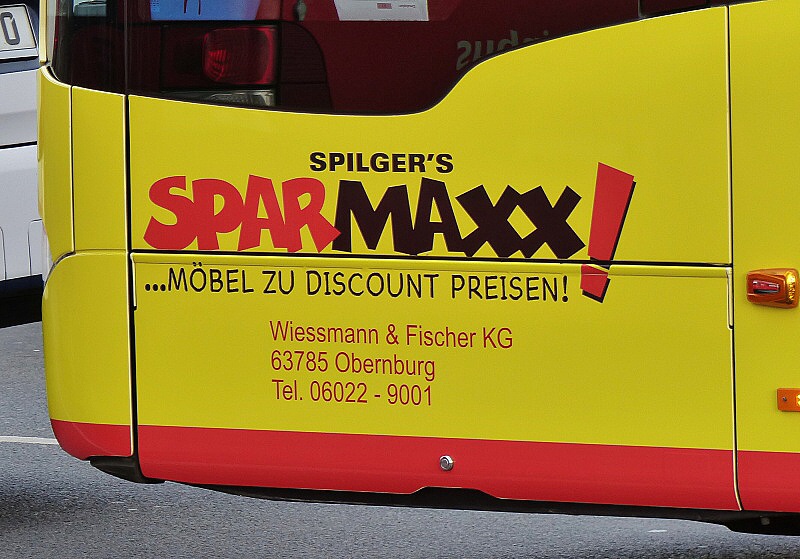 SPILGER'S
SPARMAXX!
...MÖBEL ZU DISCOUNT PREISEN!
Wiessmann & Fischer KG
63785 Obernburg
Tel. 06022 - 9001